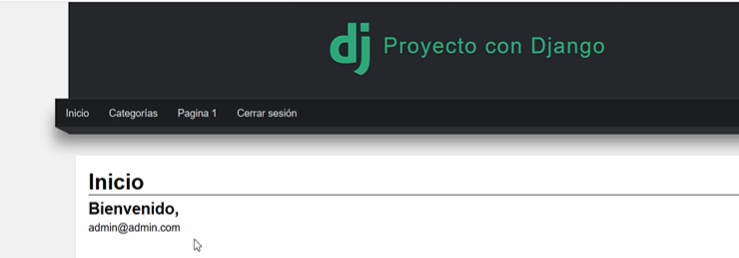 dj Proyecto con Django
Inicio Categorías Pagina 1 Cerrar sesión
Inicio
Bienvenido,
admin@admin.com